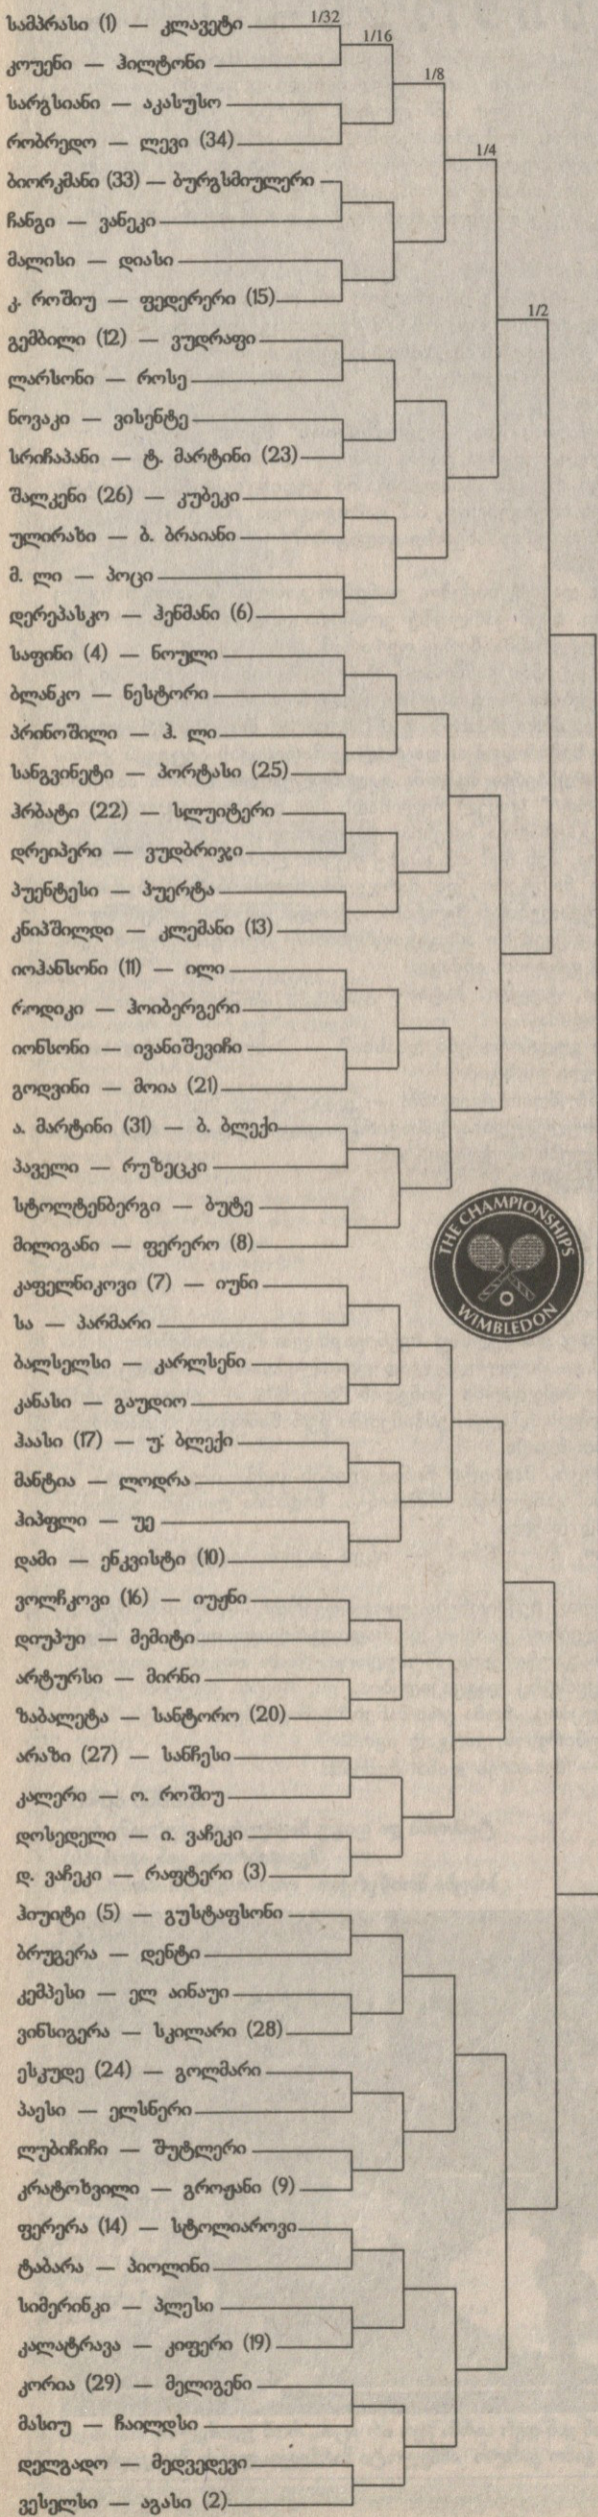 სამპრასი (1) — კლავეტი
1/32
1/16
კოუენი — ჰილტონი
1/8
სარგსიანი — აკასუსო
რობრედო — ლევი (34)
1/4
ბიორკმანი (33) — ბურგსმიულერი
ჩანგი — ვანეკი
მალისი — დიასი
კ. როშიუ — ფედერერი (15)
1/2
გემბილი (12) — ვუდრაფი
ლარსონი — როსე
ნოვაკი — ვისენტე
სრიჩაპანი — ტ. მარტინი (23)
შალკენი (26) — კუბეკი
ულირახი — ბ. ბრაიანი
მ. ლი — პოცი
დერეპასკო — ჰენმანი (6)
საფინი (4) — ნოული
ბლანკო — ნესტორი
პრინოშილი — ჰ. ლი
სანგვინეტი — პორტასი (25)
ჰრბატი (22) — სლუიტერი
დრეიპერი — ვუდბრიჯი
პუენტესი — პუერტა
კნიპშილდი — კლემანი (13)
იოჰანსონი (11) — ილი
როდიკი — ჰოიბერგერი
იონსონი — ივანიშევიჩი
გოდვინი — მოია (21)
ა. მარტინი (31) — ბ. ბლექი
პაველი — რუზეცკი
სტოლტენბერგი — ბუტე
მილიგანი — ფერერო (8)
THE CHAMPIONSHIPS
WIMBLEDON
კაფელნიკოვი (7) — იუნი
სა — პარმარი
ბალსელსი — კარლსენი
კანასი — გაუდიო
ჰაასი (17) — უ. ბლექი
მანტია — ლოდრა
ჰიპფლი — უე
დამი — ენკვისტი (10)
ვოლჩკოვი (16) — იუჟნი
დიუპუი — მემიტი
არტურსი — მირნი
ზაბალეტა — სანტორო (20)
არაზი (27) — სანჩესი
კალერი — ო. როშიუ
დოსედელი — ი. ვაჩეკი
დ. ვაჩეკი — რაფტერი (3)
ჰიუიტი (5) — გუსტაფსონი
ბრუგერა — დენტი
კემპესი — ელ აინაუი
ვინსიგერა — სკილარი (28)
ესკუდე (24) — გოლმარი
პაესი — ელსნერი
ლუბიჩიჩი — შუტლერი
კრატოხვილი — გროჟანი (9)
ფერერა (14) — სტოლიაროვი
ტაბარა — პიოლინი
სიმერინკი — პლესი
კალატრავა — კიფერი (19)
კორია (29) — მელიგენი
მასიუ — ჩაილდსი
დელგადო — მედვედევი
ვესელსი — აგასი (2)